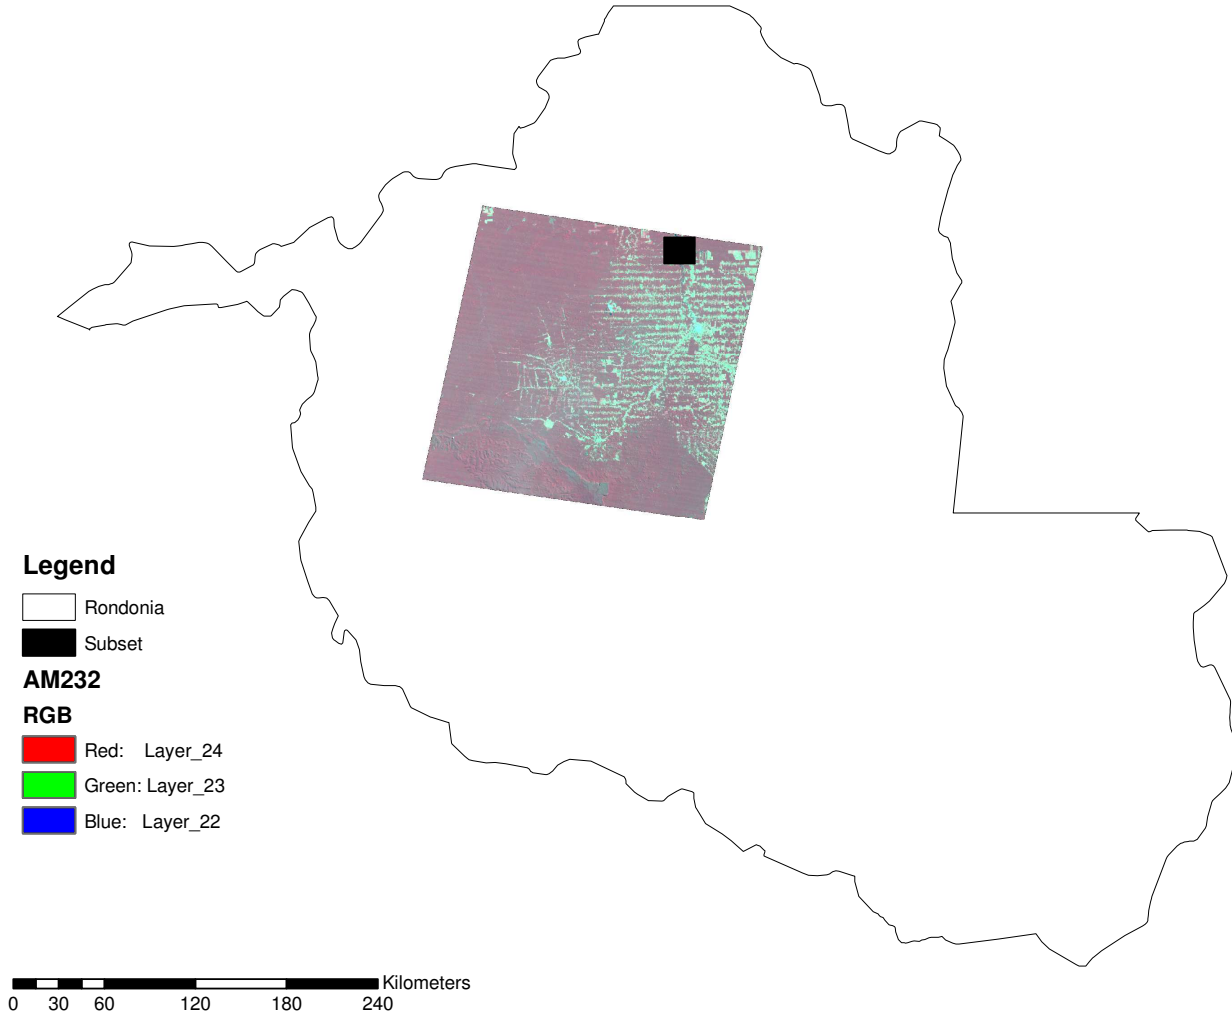 Legend
Rondonia
Subset
AM232
RGB
Red: Layer_24
Green: Layer_23
Blue: Layer_22
Kilometers
0 30 60 120 180 240